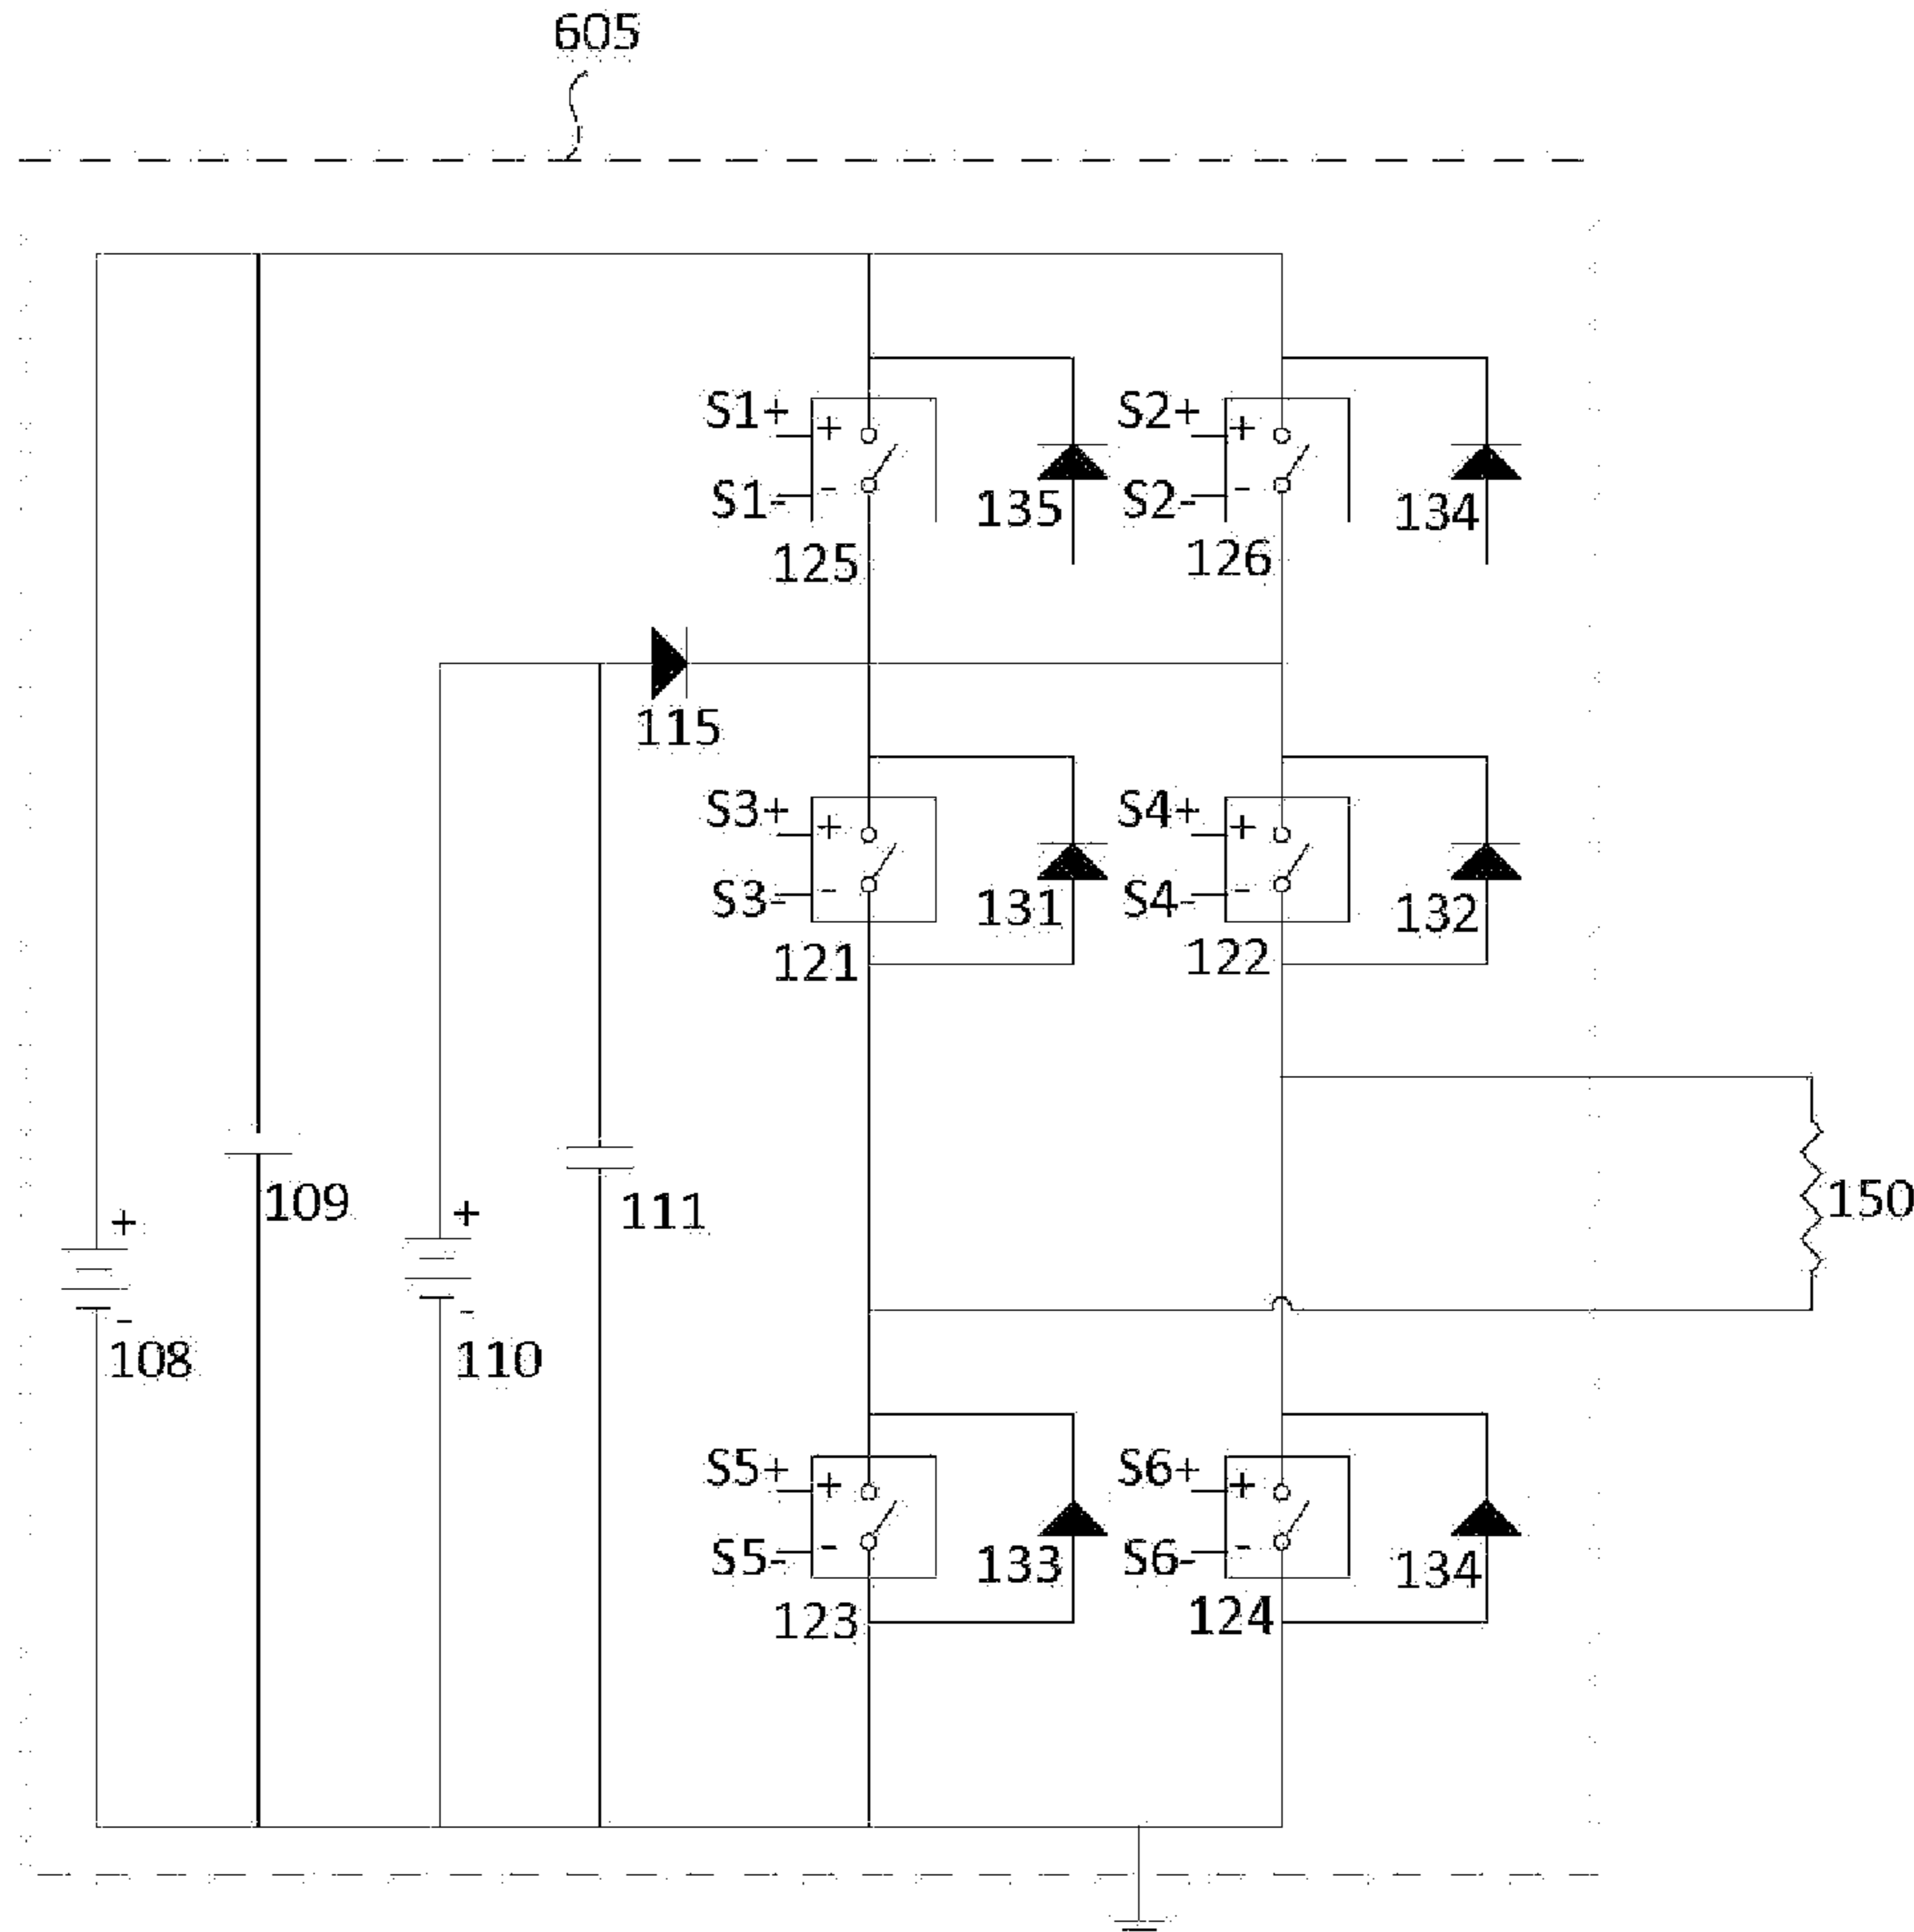 605
S1+ + S2+ +
S1- - 135 S2- - 134
125 126
115
S3+ + S4+ +
S3- - 131 S4- - 132
121 122
109 150
+ + 111
- -
108 110
S5+ + S6+ +
S5- - 133 S6- - 134
123 124